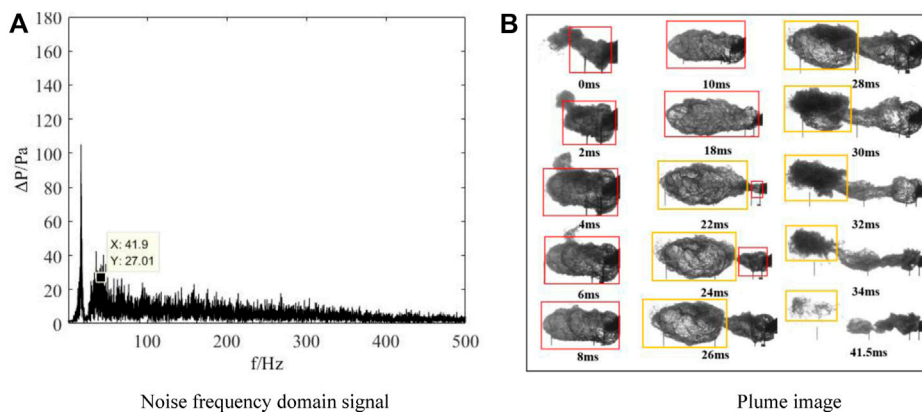 A
180
160
140
120
100
80
60
40
20
0
ΔP/Pa
X: 41.9
Y: 27.01
100
200
300
400
500
f/Hz
Noise frequency domain signal
B
0ms
10ms
28ms
2ms
18ms
30ms
4ms
22ms
32ms
6ms
24ms
34ms
8ms
26ms
41.5ms
Plume image